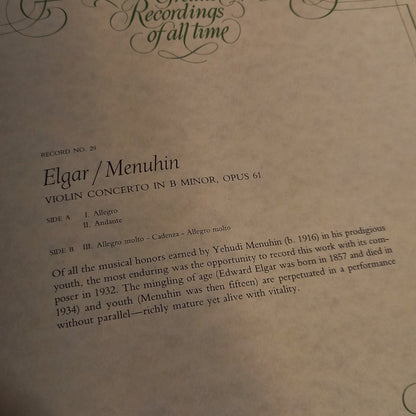 Recordings
of all time
RECORD NO. 29
Elgar/Menuhin
VIOLIN CONCERTO IN B MINOR, OPUS 61
SIDE A I. Allegro
II. Andante
SIDE B III. Allegro molto – Cadenza – Allegro molto
Of all the musical honors earned by Yehudi Menuhin (b. 1916) in his prodigious
youth, the most enduring was the opportunity to record this work with its com-
poser in 1932. The mingling of age (Edward Elgar was born in 1857 and died in
1934) and youth (Menuhin was then fifteen) are perpetuated in a performance
without parallel—richly mature yet alive with vitality.